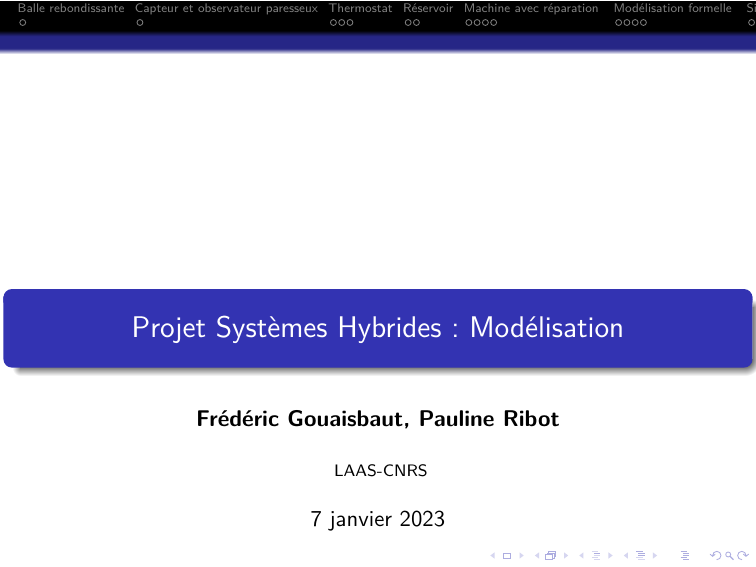 Balle rebondissante Capteur et observateur paresseux Thermostat Réservoir Machine avec réparation Modélisation formelle Si
Projet Systèmes Hybrides : Modélisation
Frédéric Gouaisbaut, Pauline Ribot
LAAS-CNRS
7 janvier 2023